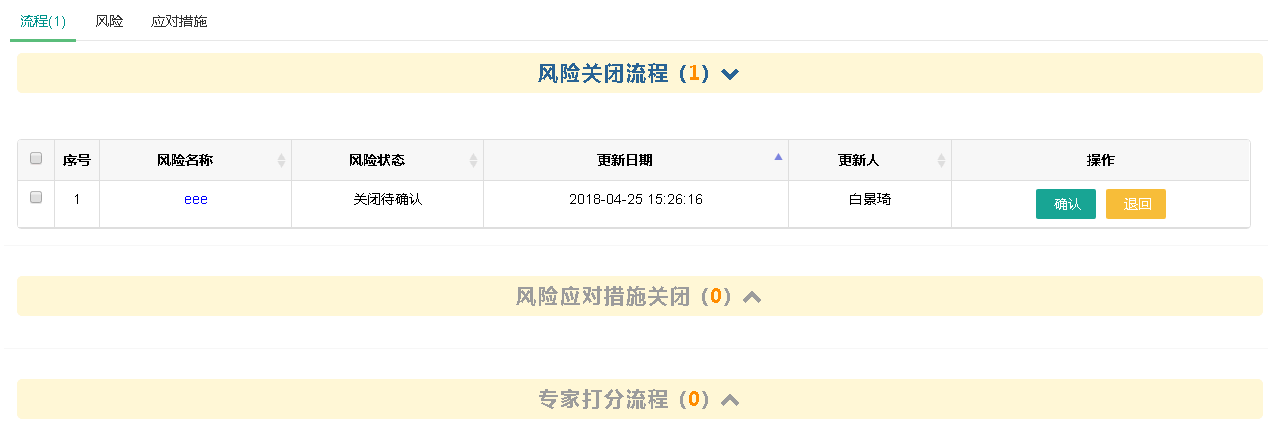 流程(1) 风险 应对措施
风险关闭流程 (1)
序号 风险名称 风险状态 更新日期 更新人 操作
1 eee 关闭待确认 2018-04-25 15:26:16 白景琦 确认 退回
风险应对措施关闭 (0)
专家打分流程 (0)